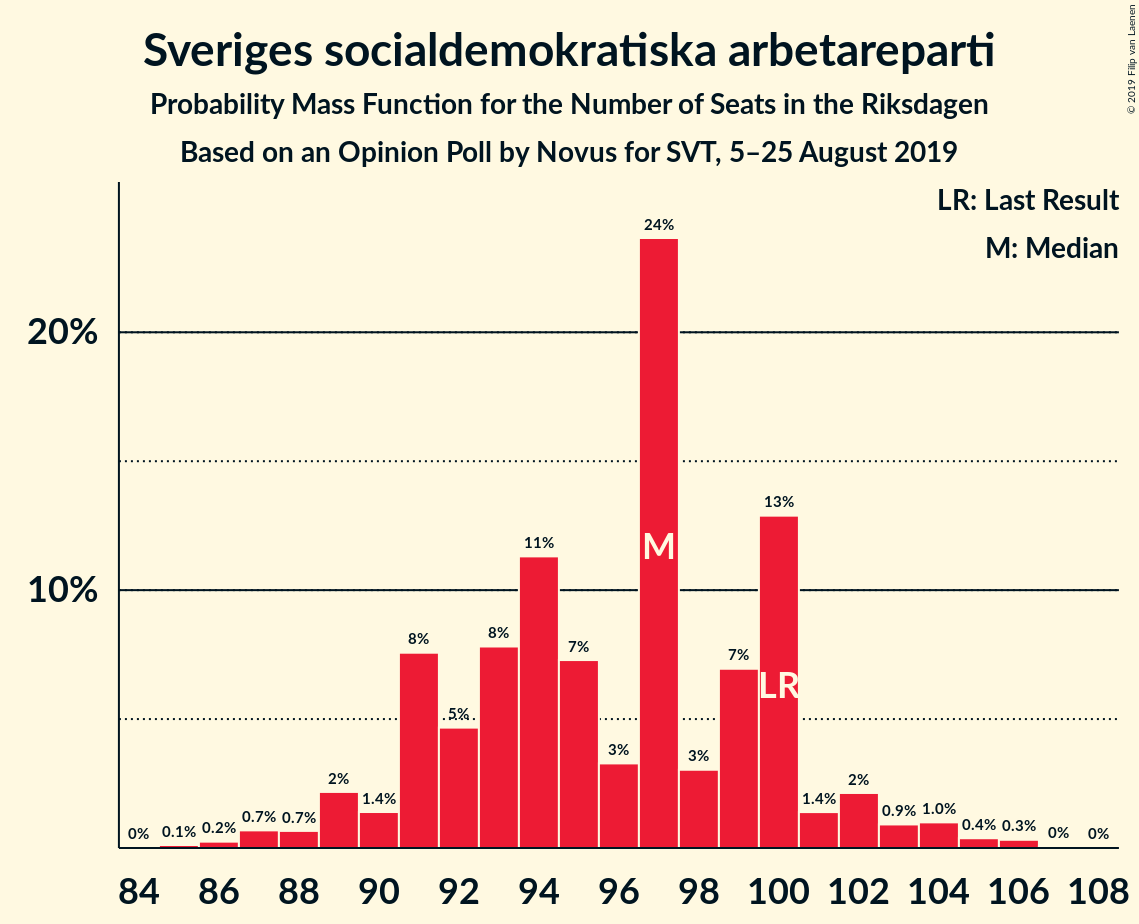 Sveriges socialdemokratiska arbetareparti
Probability Mass Function for the Number of Seats in the Riksdagen
Based on an Opinion Poll by Novus for SVT, 5–25 August 2019
© 2019 Filip van Laenen
LR: Last Result
M: Median
20%
10%
0% 0.1% 0.2% 0.7% 0.7% 2% 1.4% 8% 5% 8% 11% 7% 3% 24% 3% 7% 13% 1.4% 2% 0.9% 1.0% 0.4% 0.3% 0% 0%
M
LR
84 86 88 90 92 94 96 98 100 102 104 106 108